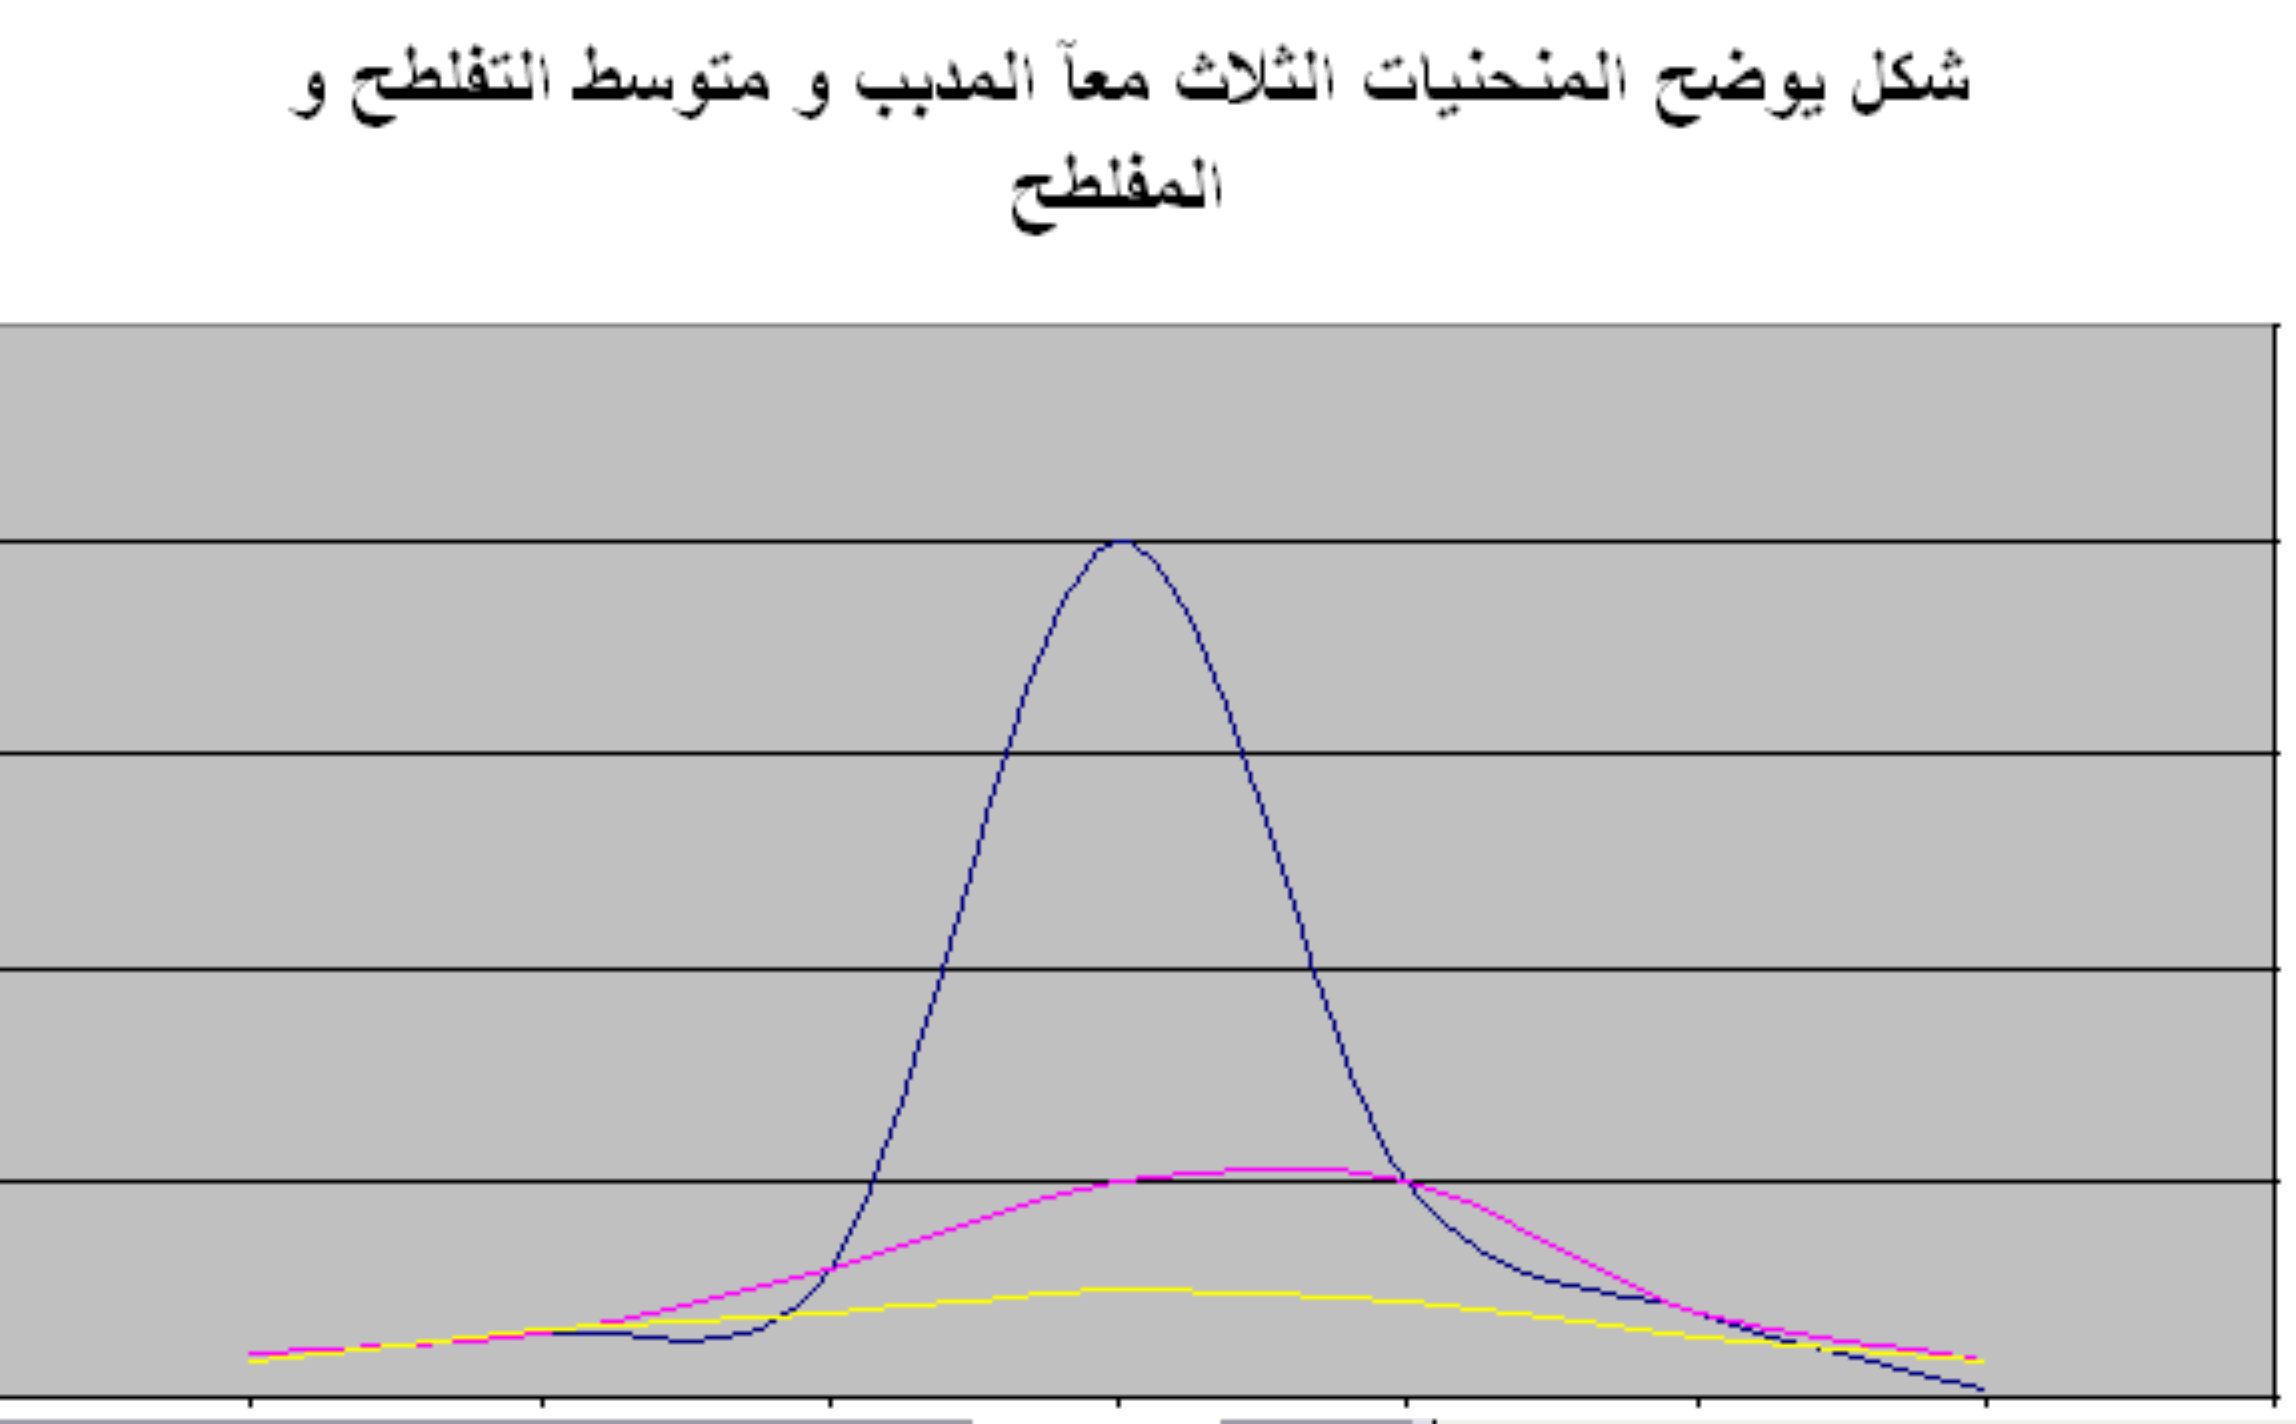 شكل يوضح المنحنيات الثلاث معآ المدبب و متوسط التفلطح و
المفلطح